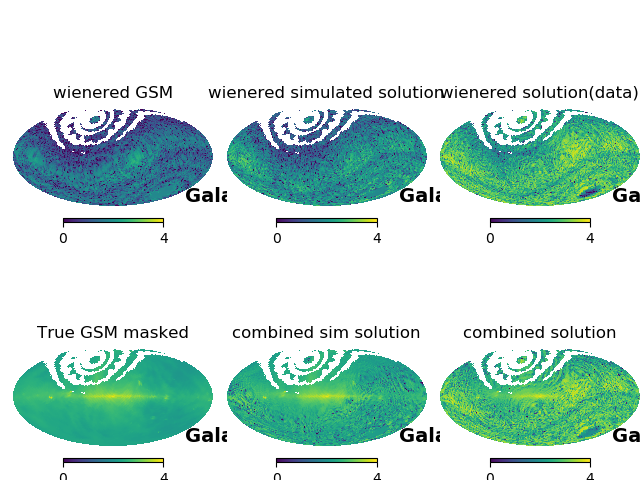 wienered GSM
wienered simulated solution
wienered solution(data)
Gala
Gala
Ga
0 4
0 4
0 4
True GSM masked
combined sim solution
combined solution
Gala
Gala
Ga
0 4
0 4
0 4